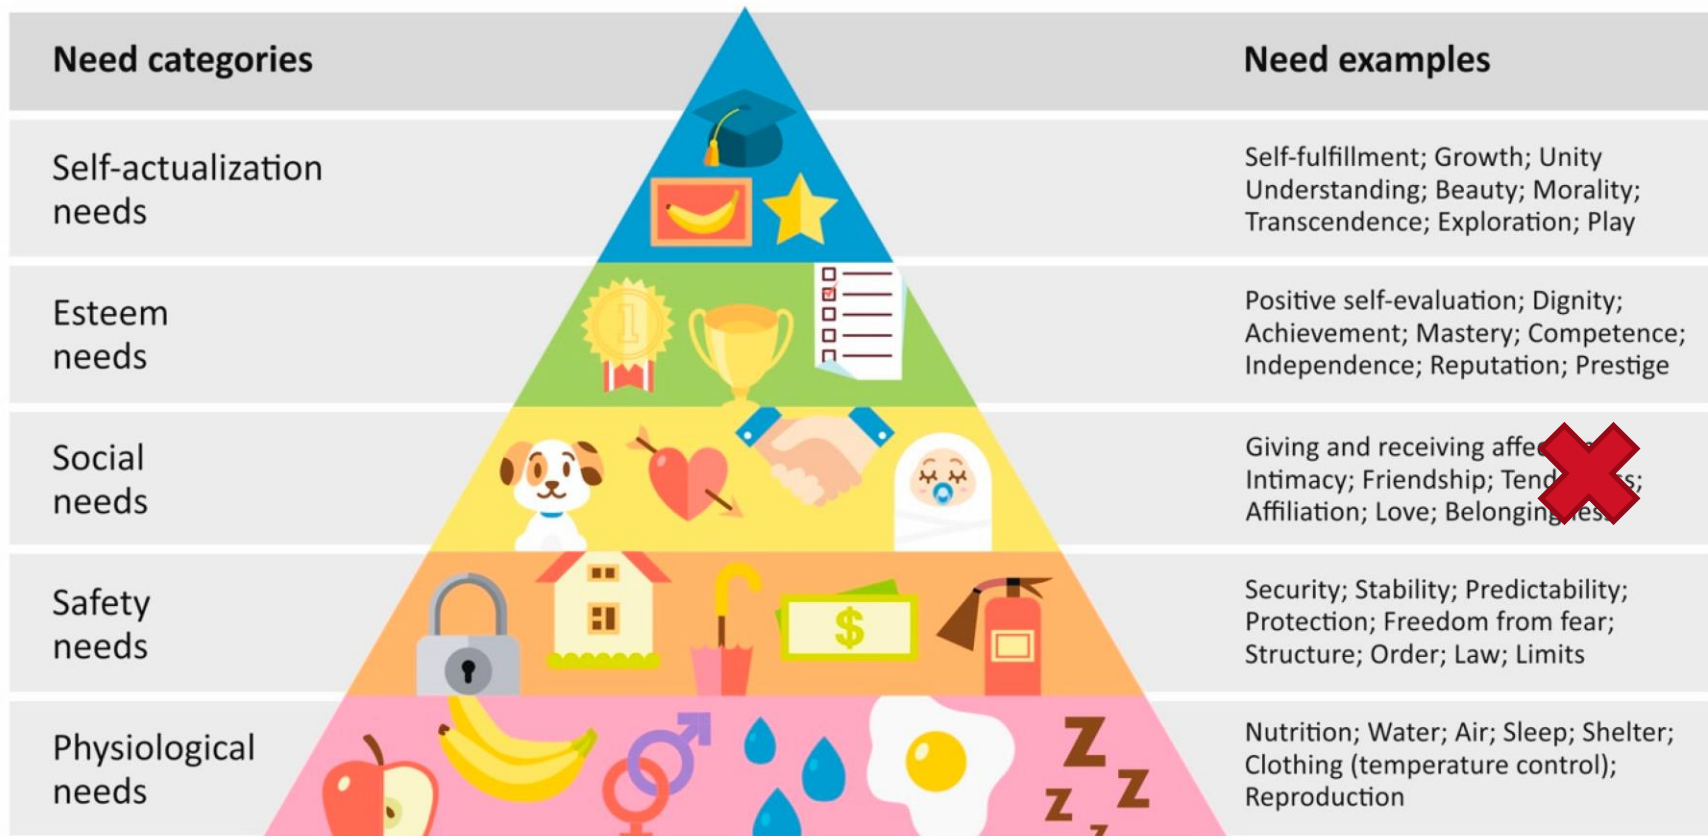 Need categories
Need examples
Self-actualization
needs
Self-fulfillment; Growth; Unity
Understanding; Beauty; Morality;
Transcendence; Exploration; Play
Esteem
needs
1
Positive self-evaluation; Dignity;
Achievement; Mastery; Competence;
Independence; Reputation; Prestige
Social
needs
Giving and receiving
Intimacy; Friendship;
Affiliation; Love;
Safety
needs
$
Security; Stability; Predictability;
Protection; Freedom from fear;
Structure; Order; Law; Limits
Physiological
needs
Z
Z
Z
Z
Nutrition; Water; Air; Sleep; Shelter;
Clothing (temperature control);
Reproduction